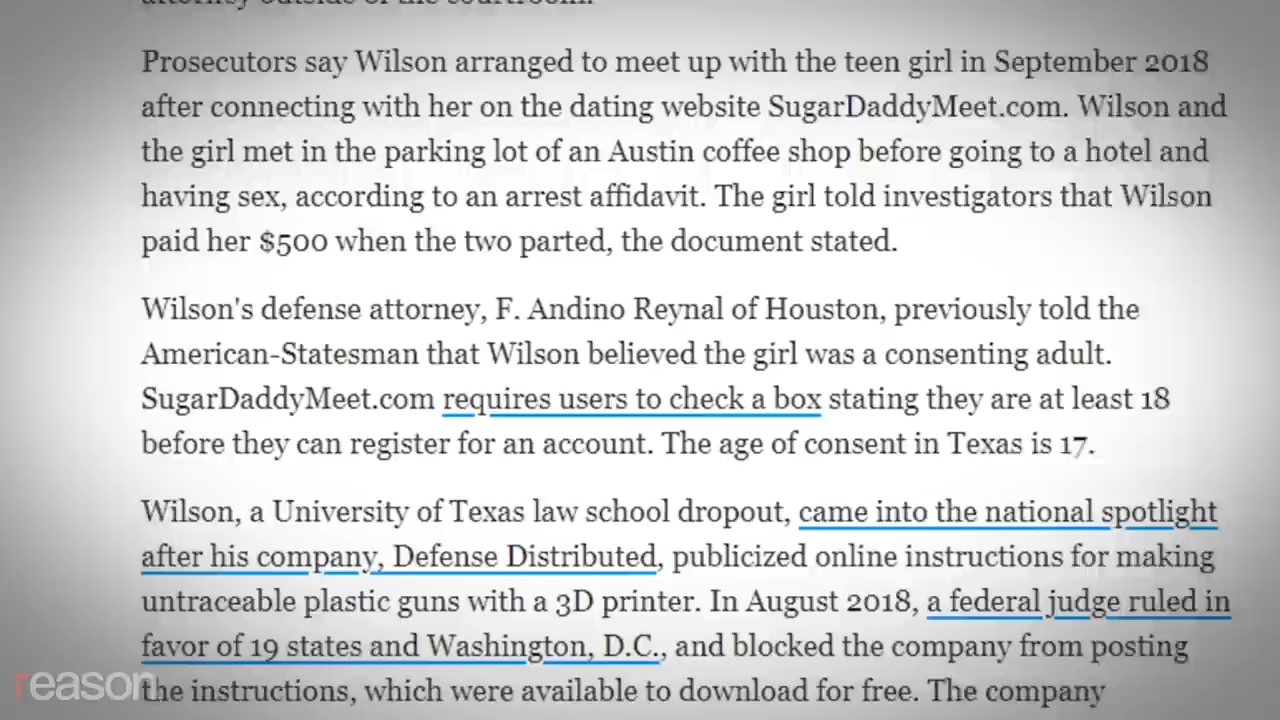 attorney outside of the courtroom.
Prosecutors say Wilson arranged to meet up with the teen girl in September 2018
after connecting with her on the dating website SugarDaddyMeet.com. Wilson and
the girl met in the parking lot of an Austin coffee shop before going to a hotel and
having sex, according to an arrest affidavit. The girl told investigators that Wilson
paid her $500 when the two parted, the document stated.
Wilson's defense attorney, F. Andino Reynal of Houston, previously told the
American-Statesman that Wilson believed the girl was a consenting adult.
SugarDaddyMeet.com requires users to check a box stating they are at least 18
before they can register for an account. The age of consent in Texas is 17.
Wilson, a University of Texas law school dropout, came into the national spotlight
after his company, Defense Distributed, publicized online instructions for making
untraceable plastic guns with a 3D printer. In August 2018, a federal judge ruled in
favor of 19 states and Washington, D.C., and blocked the company from posting
the instructions, which were available to download for free. The company
reason